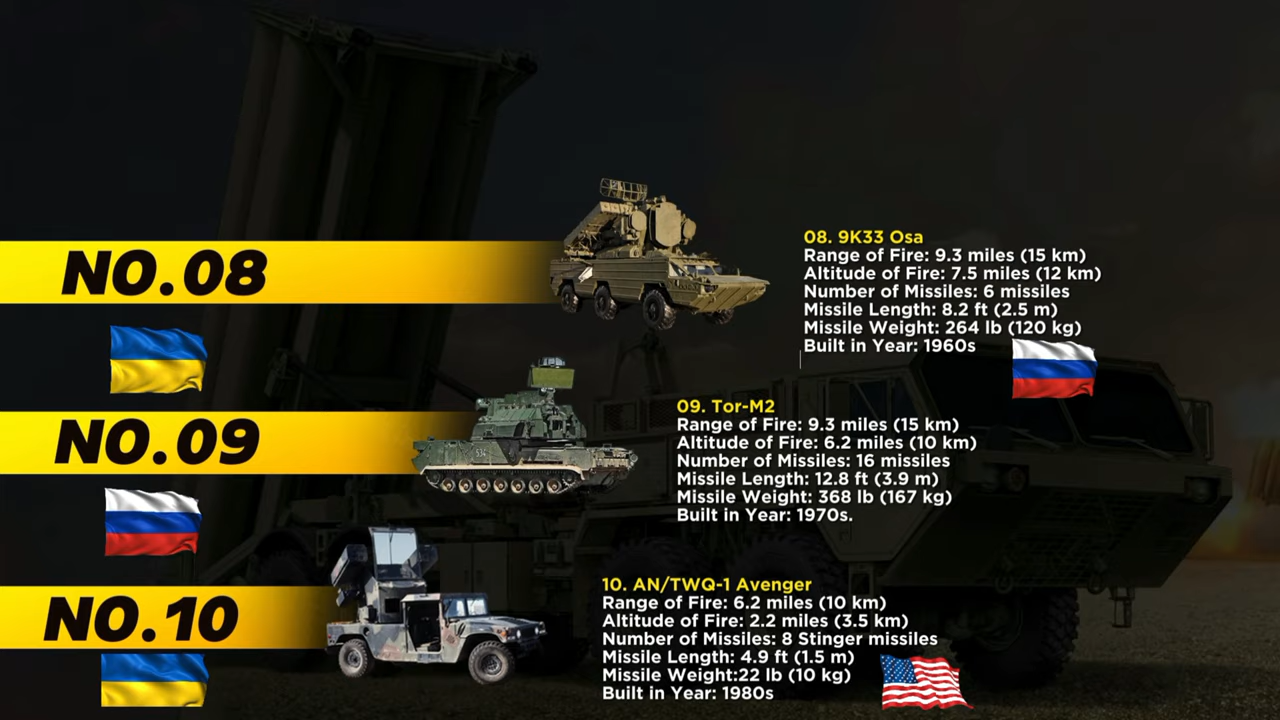 NO.08
08. 9K33 Osa
Range of Fire: 9.3 miles (15 km)
Altitude of Fire: 7.5 miles (12 km)
Number of Missiles: 6 missiles
Missile Length: 8.2 ft (2.5 m)
Missile Weight: 264 lb (120 kg)
Built in Year: 1960s
NO.09
534
09. Tor-M2
Range of Fire: 9.3 miles (15 km)
Altitude of Fire: 6.2 miles (10 km)
Number of Missiles: 16 missiles
Missile Length: 12.8 ft (3.9 m)
Missile Weight: 368 lb (167 kg)
Built in Year: 1970s.
NO.10
10. AN/TWQ-1 Avenger
Range of Fire: 6.2 miles (10 km)
Altitude of Fire: 2.2 miles (3.5 km)
Number of Missiles: 8 Stinger missiles
Missile Length: 4.9 ft (1.5 m)
Missile Weight:22 lb (10 kg)
Built in Year: 1980s